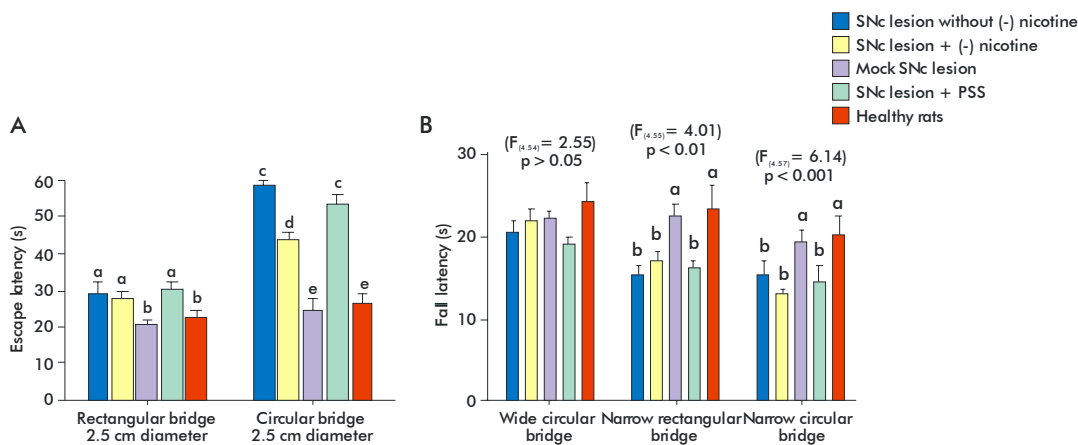 SNc lesion without (-) nicotine
SNc lesion + (-) nicotine
Mock SNc lesion
SNc lesion + PSS
Healthy rats
A
Escape latency (s)
60
50
40
30
20
10
0
a a b a b
c d e c e
Rectangular bridge
2.5 cm diameter
Circular bridge
2.5 cm diameter
B
Fall latency (s)
30
20
10
0
(F(4.54)= 2.55)
p > 0.05
(F(4.55)= 4.01)
p < 0.01
(F(4.57)= 6.14)
p < 0.001
b b a b a
b b a b a
Wide circular
bridge
Narrow rectangular
bridge
Narrow circular
bridge